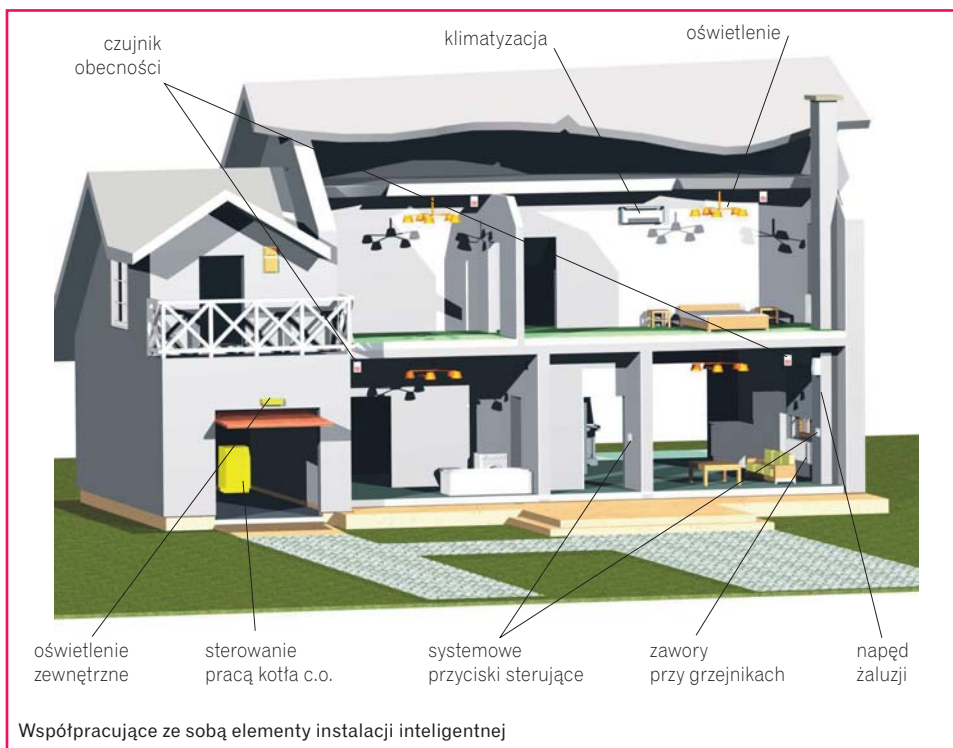 czujnik
obecności
klimatyzacja
oświetlenie
oświetlenie
zewnętrzne
sterowanie
pracą kotła c.o.
systemowe
przyciski sterujące
zawory
przy grzejnikach
napęd
żaluzji
Współpracujące ze sobą elementy instalacji inteligentnej